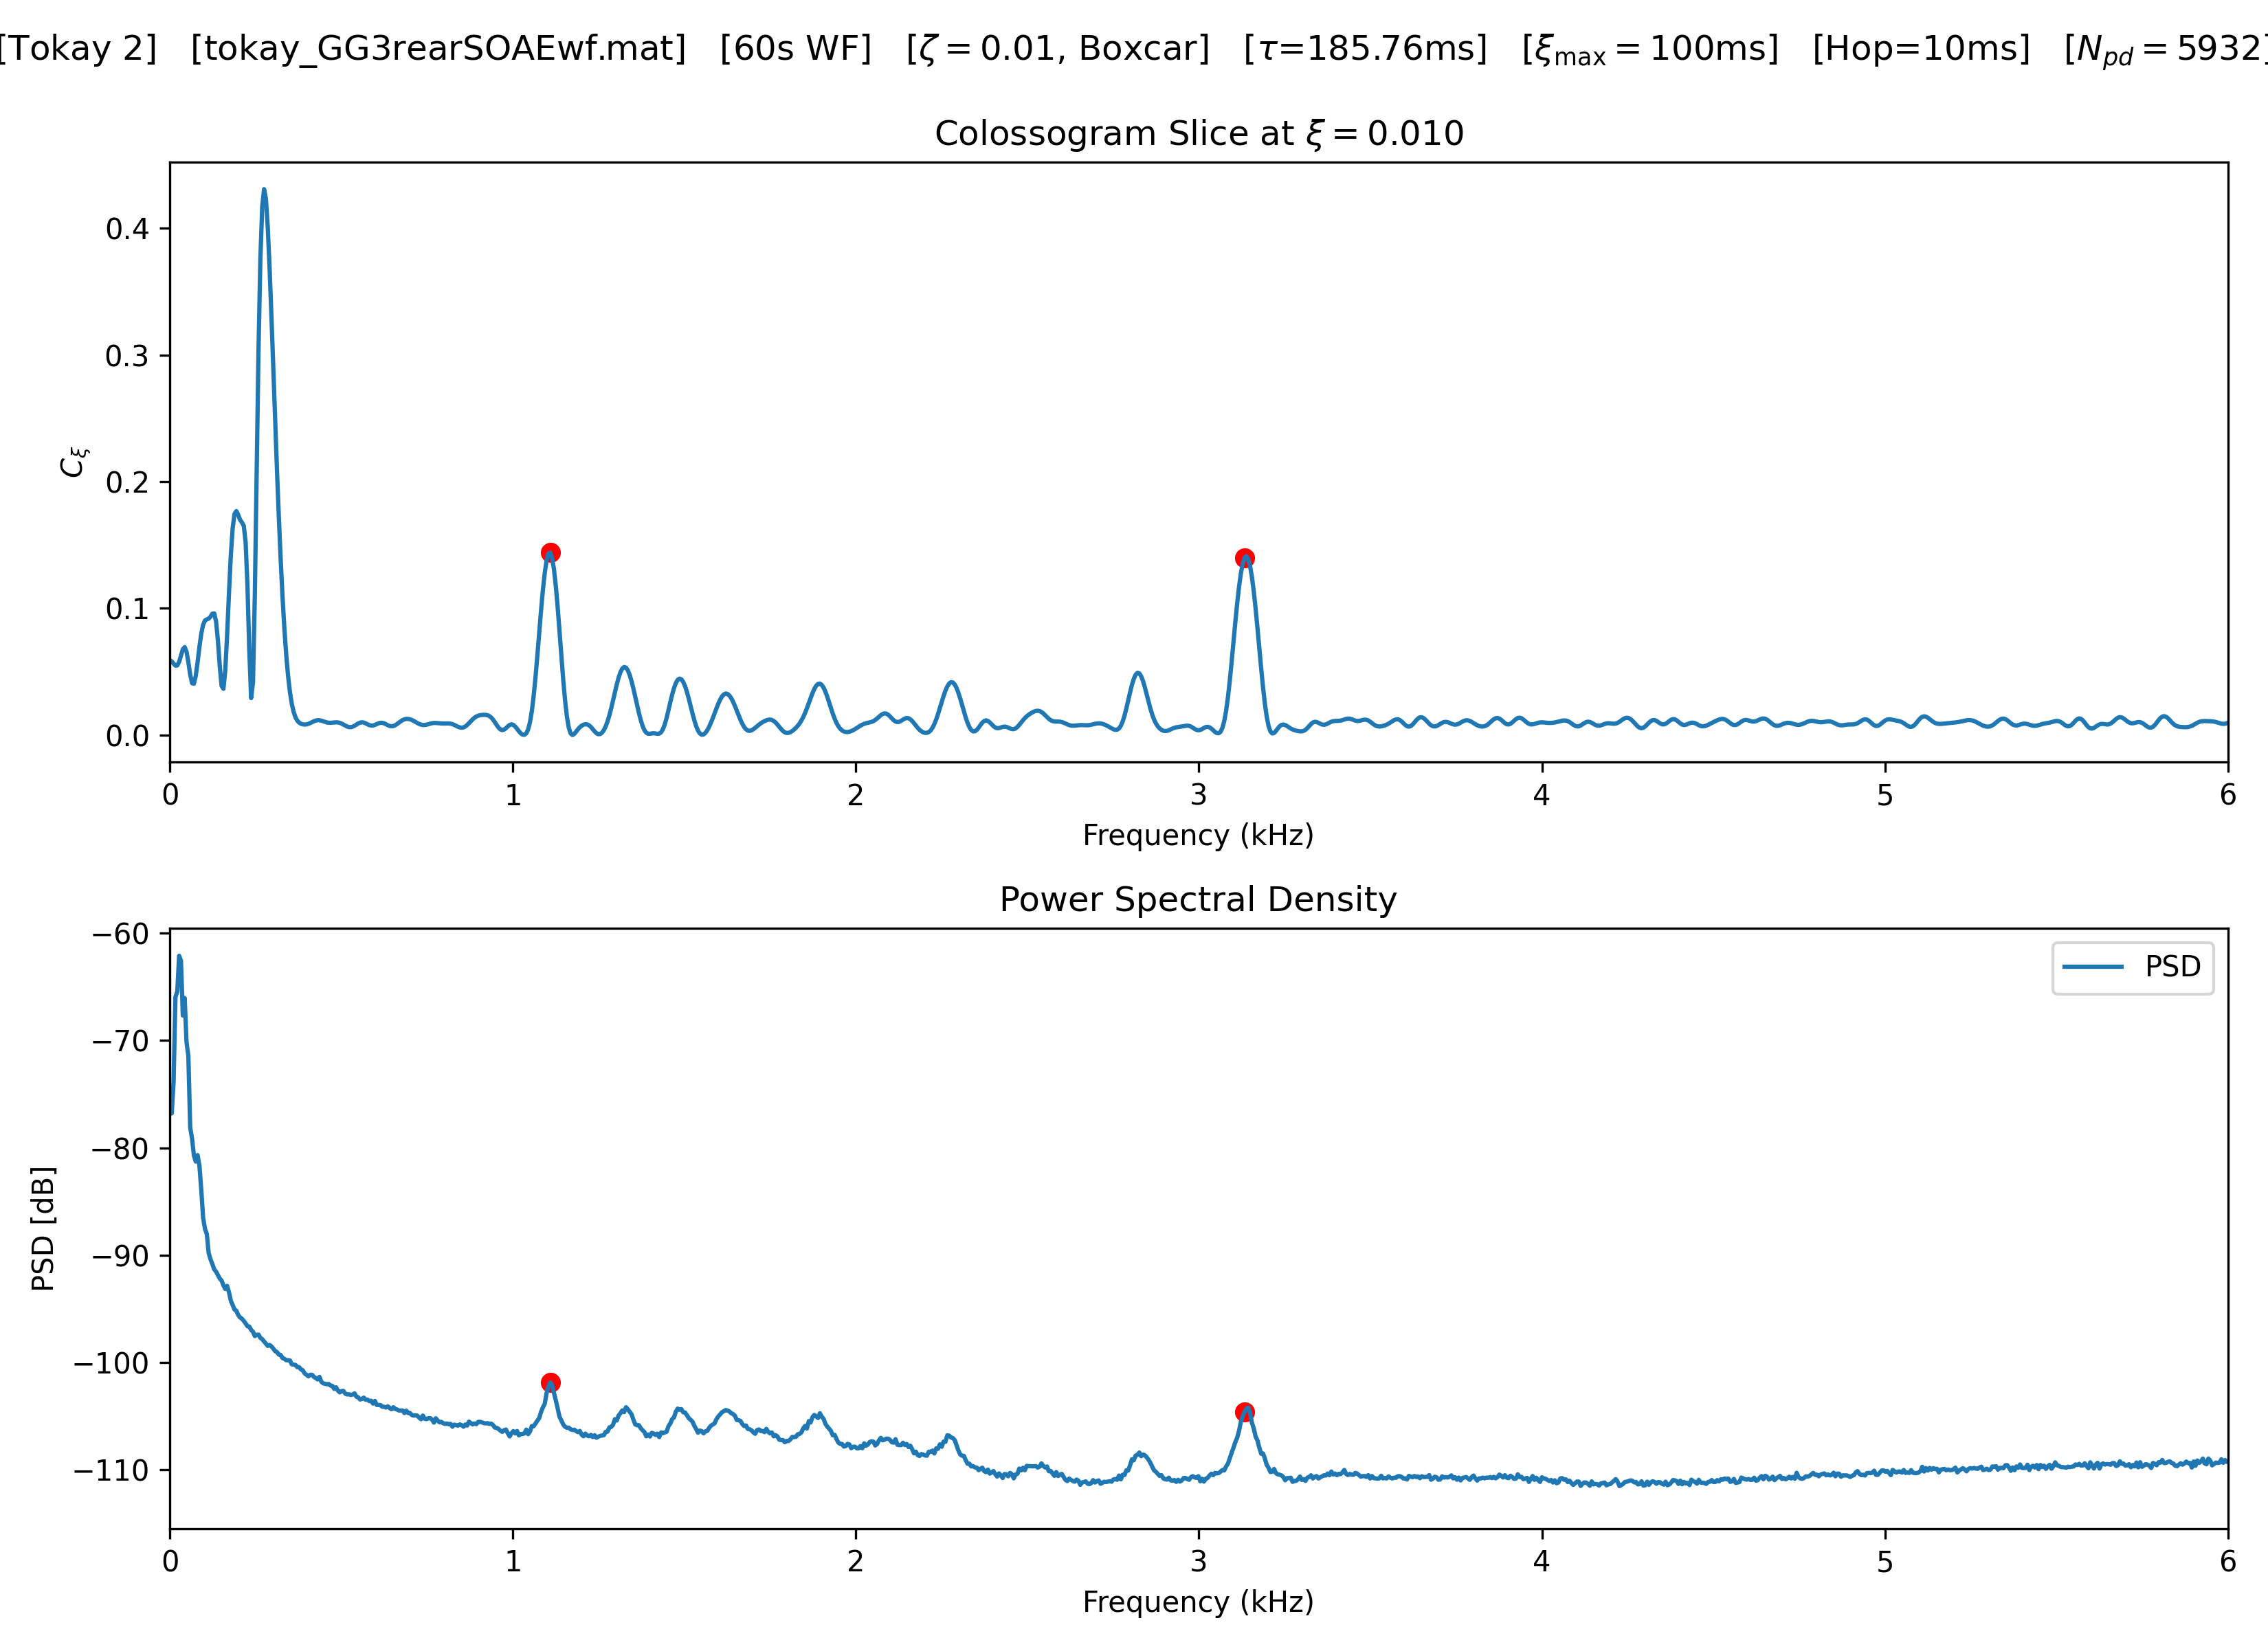 [Tokay 2] [tokay_GG3rearSOAEwf.mat] [60s WF] [ζ = 0.01, Boxcar] [τ=185.76ms] [ξmax = 100ms] [Hop=10ms] [Npd = 5932]
Colossogram Slice at ξ = 0.010
0.4
0.3
0.2
0.1
0.0
Cξ
0 1 2 3 4 5 6
Frequency (kHz)
Power Spectral Density
−60
−70
−80
−90
−100
−110
PSD [dB]
PSD
0 1 2 3 4 5 6
Frequency (kHz)